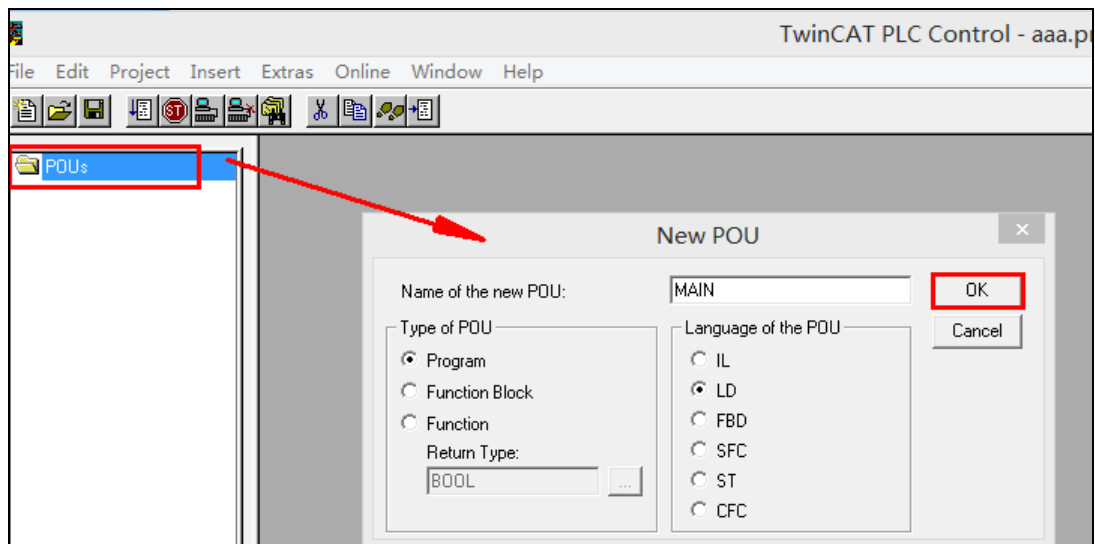 TwinCAT PLC Control - aaa.pr
File Edit Project Insert Extras Online Window Help
STOP
POUs
New POU
Name of the new POU: MAIN OK
Type of POU Language of the POU Cancel
Program IL
Function Block LD
Function FBD
Return Type: SFC
BOOL ... ST
CFC